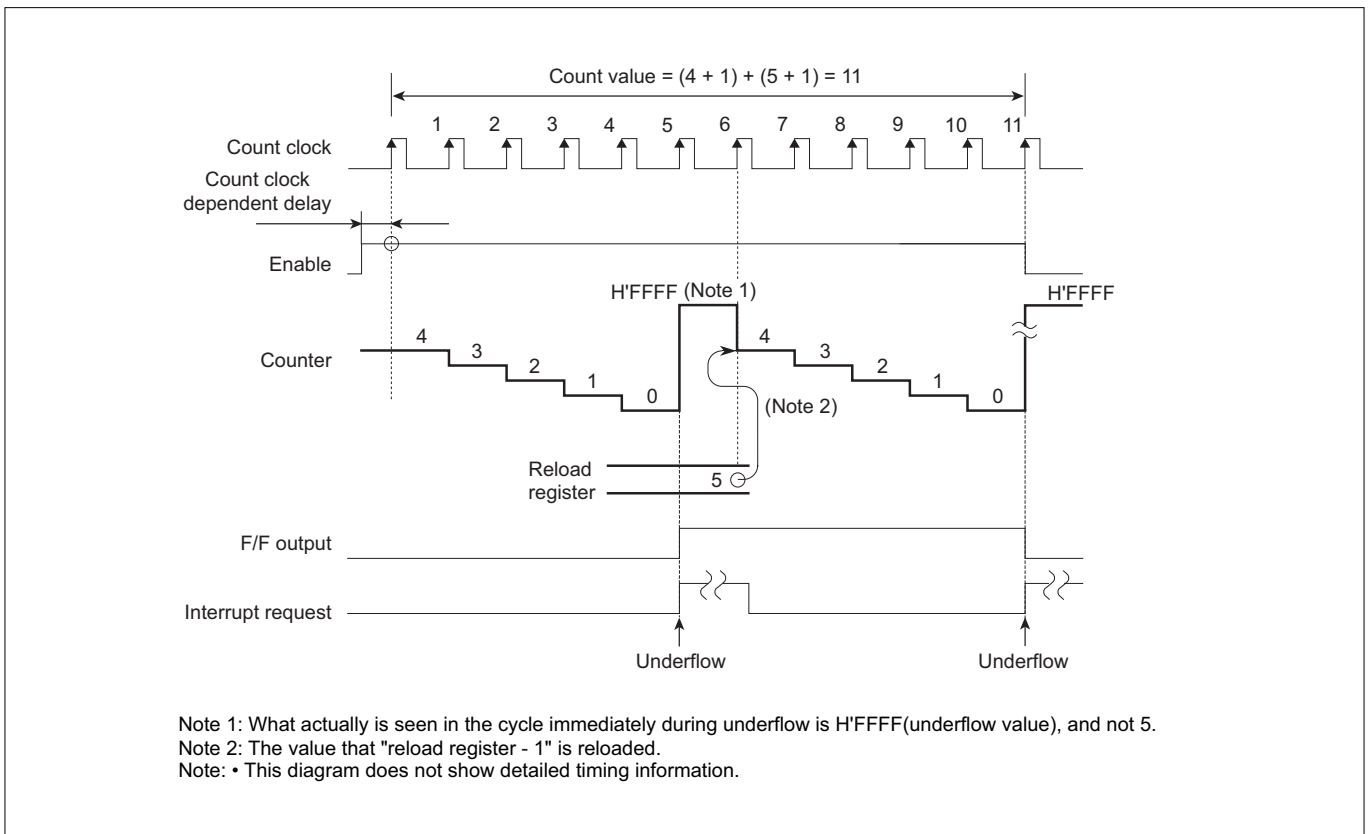 Count value = (4 + 1) + (5 + 1) = 11
1 2 3 4 5 6 7 8 9 10 11
Count clock
Count clock
dependent delay
Enable
H'FFFF (Note 1)
H'FFFF
Counter
4
3
2
1
0
4
3
2
1
0
(Note 2)
Reload
register
5
F/F output
Interrupt request
Underflow
Underflow
Note 1: What actually is seen in the cycle immediately during underflow is H'FFFF(underflow value), and not 5.
Note 2: The value that "reload register - 1" is reloaded.
Note: • This diagram does not show detailed timing information.